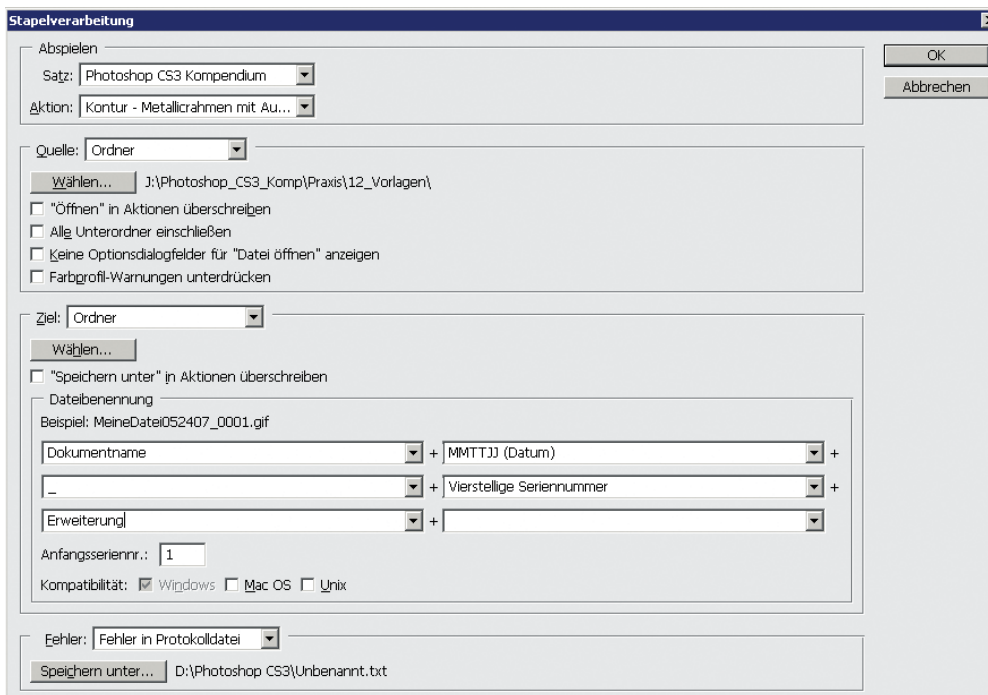 Stapelverarbeitung
Abspielen
Satz: Photoshop CS3 Kompendium
Aktion: Kontur - Metallicrahmen mit Au...
OK
Abbrechen
Quelle: Ordner
Wählen... J:\Photoshop_CS3_Komp\Praxis\12_Vorlagen\
"Öffnen" in Aktionen überschreiben
Alle Unterordner einschließen
Keine Optionsdialogfelder für "Datei öffnen" anzeigen
Farbprofil-Warnungen unterdrücken
Ziel: Ordner
Wählen...
"Speichern unter" in Aktionen überschreiben
Dateibenennung
Beispiel: MeineDatei052407_0001.gif
Dokumentname + MMTTJJ (Datum) +
_ + Vierstellige Seriennummer +
Erweiterung +
Anfangsseriennr.: 1
Kompatibilität: Windows Mac OS Unix
Fehler: Fehler in Protokolldatei
Speichern unter... D:\Photoshop CS3\Unbenannt.txt